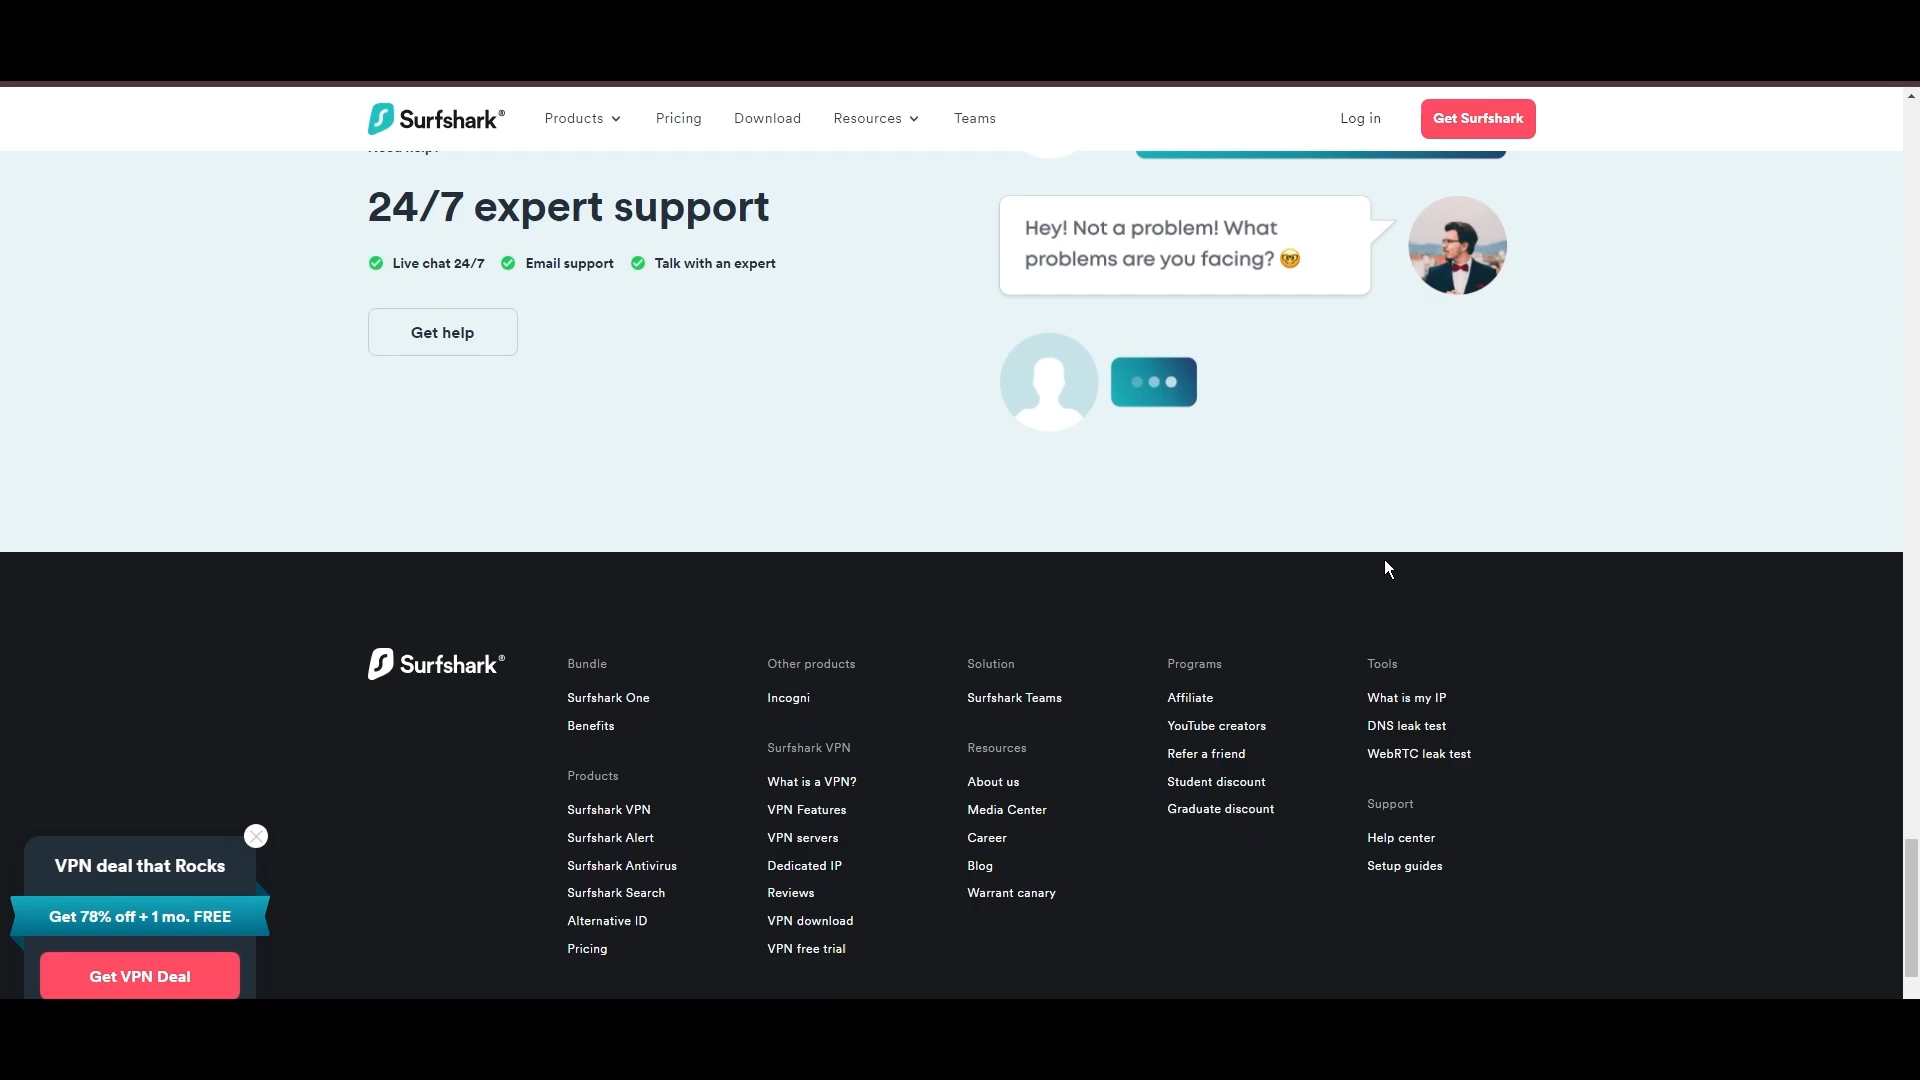 Surfshark®
Products
Pricing
Download
Resources
Teams
Log in
Get Surfshark
24/7 expert support
Live chat 24/7
Email support
Talk with an expert
Get help
Hey! Not a problem! What
problems are you facing? 🤓
Surfshark®
Bundle
Surfshark One
Benefits
Products
Surfshark VPN
Surfshark Alert
Surfshark Antivirus
Surfshark Search
Alternative ID
Pricing
Other products
Incogni
Surfshark VPN
What is a VPN?
VPN Features
VPN servers
Dedicated IP
Reviews
VPN download
VPN free trial
Solution
Surfshark Teams
Resources
About us
Media Center
Career
Blog
Warrant canary
Programs
Affiliate
YouTube creators
Refer a friend
Student discount
Graduate discount
Tools
What is my IP
DNS leak test
WebRTC leak test
Support
Help center
Setup guides
VPN deal that Rocks
Get 78% off + 1 mo. FREE
Get VPN Deal